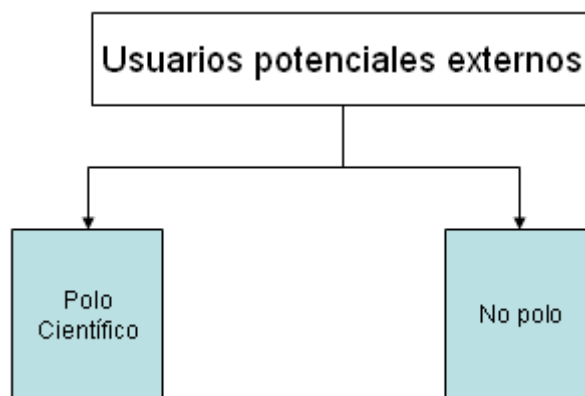 Usuarios potenciales externos
Polo
Científico
No polo